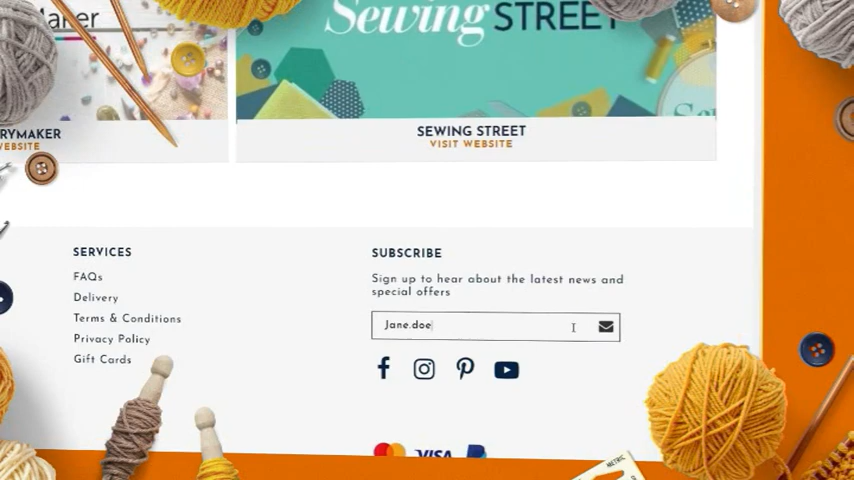 Maker
Sewing STREET
RYMAKER
WEBSITE
SEWING STREET
VISIT WEBSITE
SERVICES
FAQs
Delivery
Terms & Conditions
Privacy Policy
Gift Cards
SUBSCRIBE
Sign up to hear about the latest news and
special offers
Jane.doe
VISA
METRIC